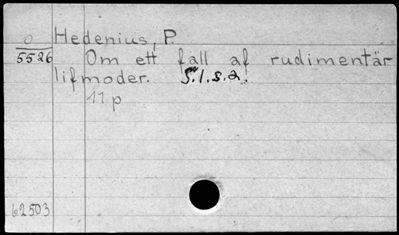 O Hedenius, P.
5526 Om ett fall af rudimentär
lifmoder. S.l.s.a.
11 p
62503